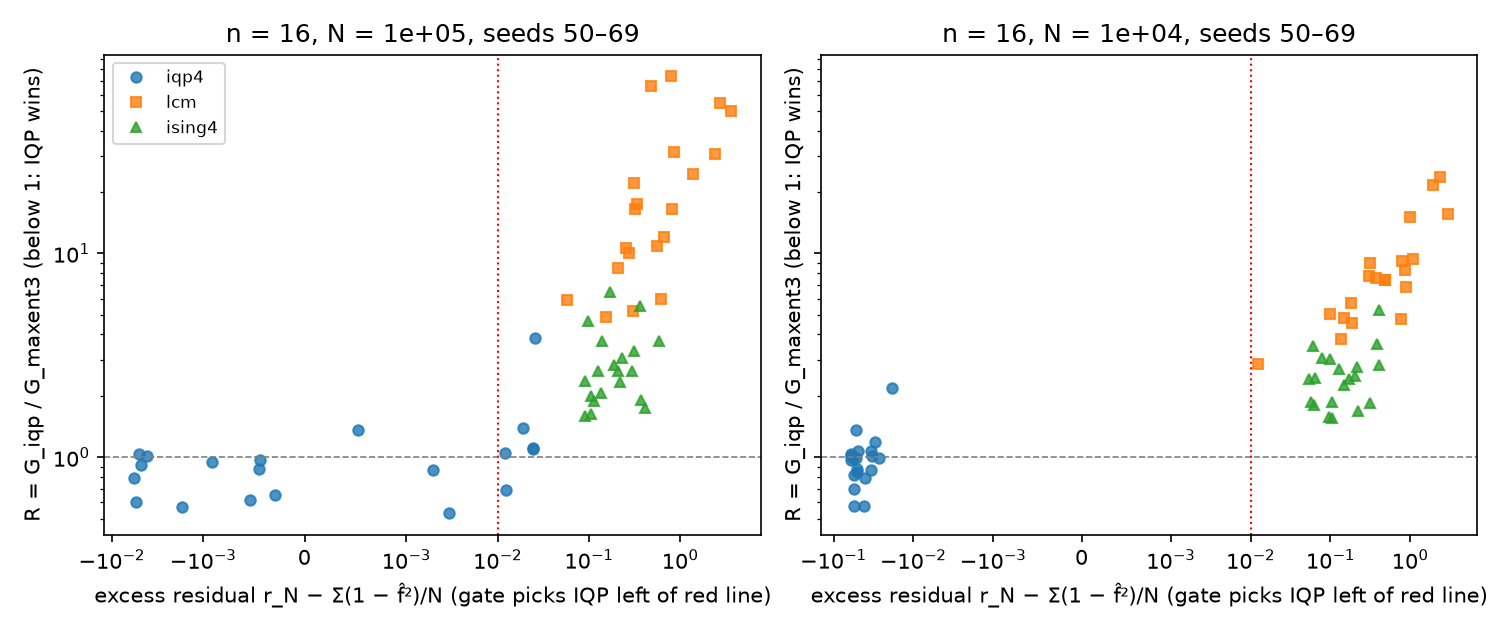 n = 16, N = 1e+05, seeds 50–69
R = G_iqp / G_maxent3 (below 1: IQP wins)
10¹
10⁰
iqp4
lcm
ising4
−10⁻² −10⁻³ 0 10⁻³ 10⁻² 10⁻¹ 10⁰
excess residual r_N − Σ(1 − f̂²)/N (gate picks IQP left of red line)
n = 16, N = 1e+04, seeds 50–69
R = G_iqp / G_maxent3 (below 1: IQP wins)
10¹
10⁰
−10⁻¹ −10⁻² −10⁻³ 0 10⁻³ 10⁻² 10⁻¹ 10⁰
excess residual r_N − Σ(1 − f̂²)/N (gate picks IQP left of red line)